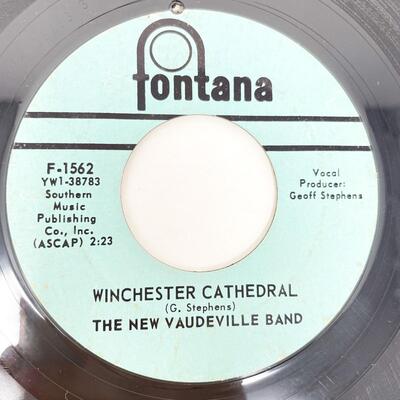 fontana
F-1562
YW1-38783
Southern
Music
Publishing
Co., Inc.
(ASCAP) 2:23
Vocal
Producer:
Geoff Stephens
WINCHESTER CATHEDRAL
(G. Stephens)
THE NEW VAUDEVILLE BAND